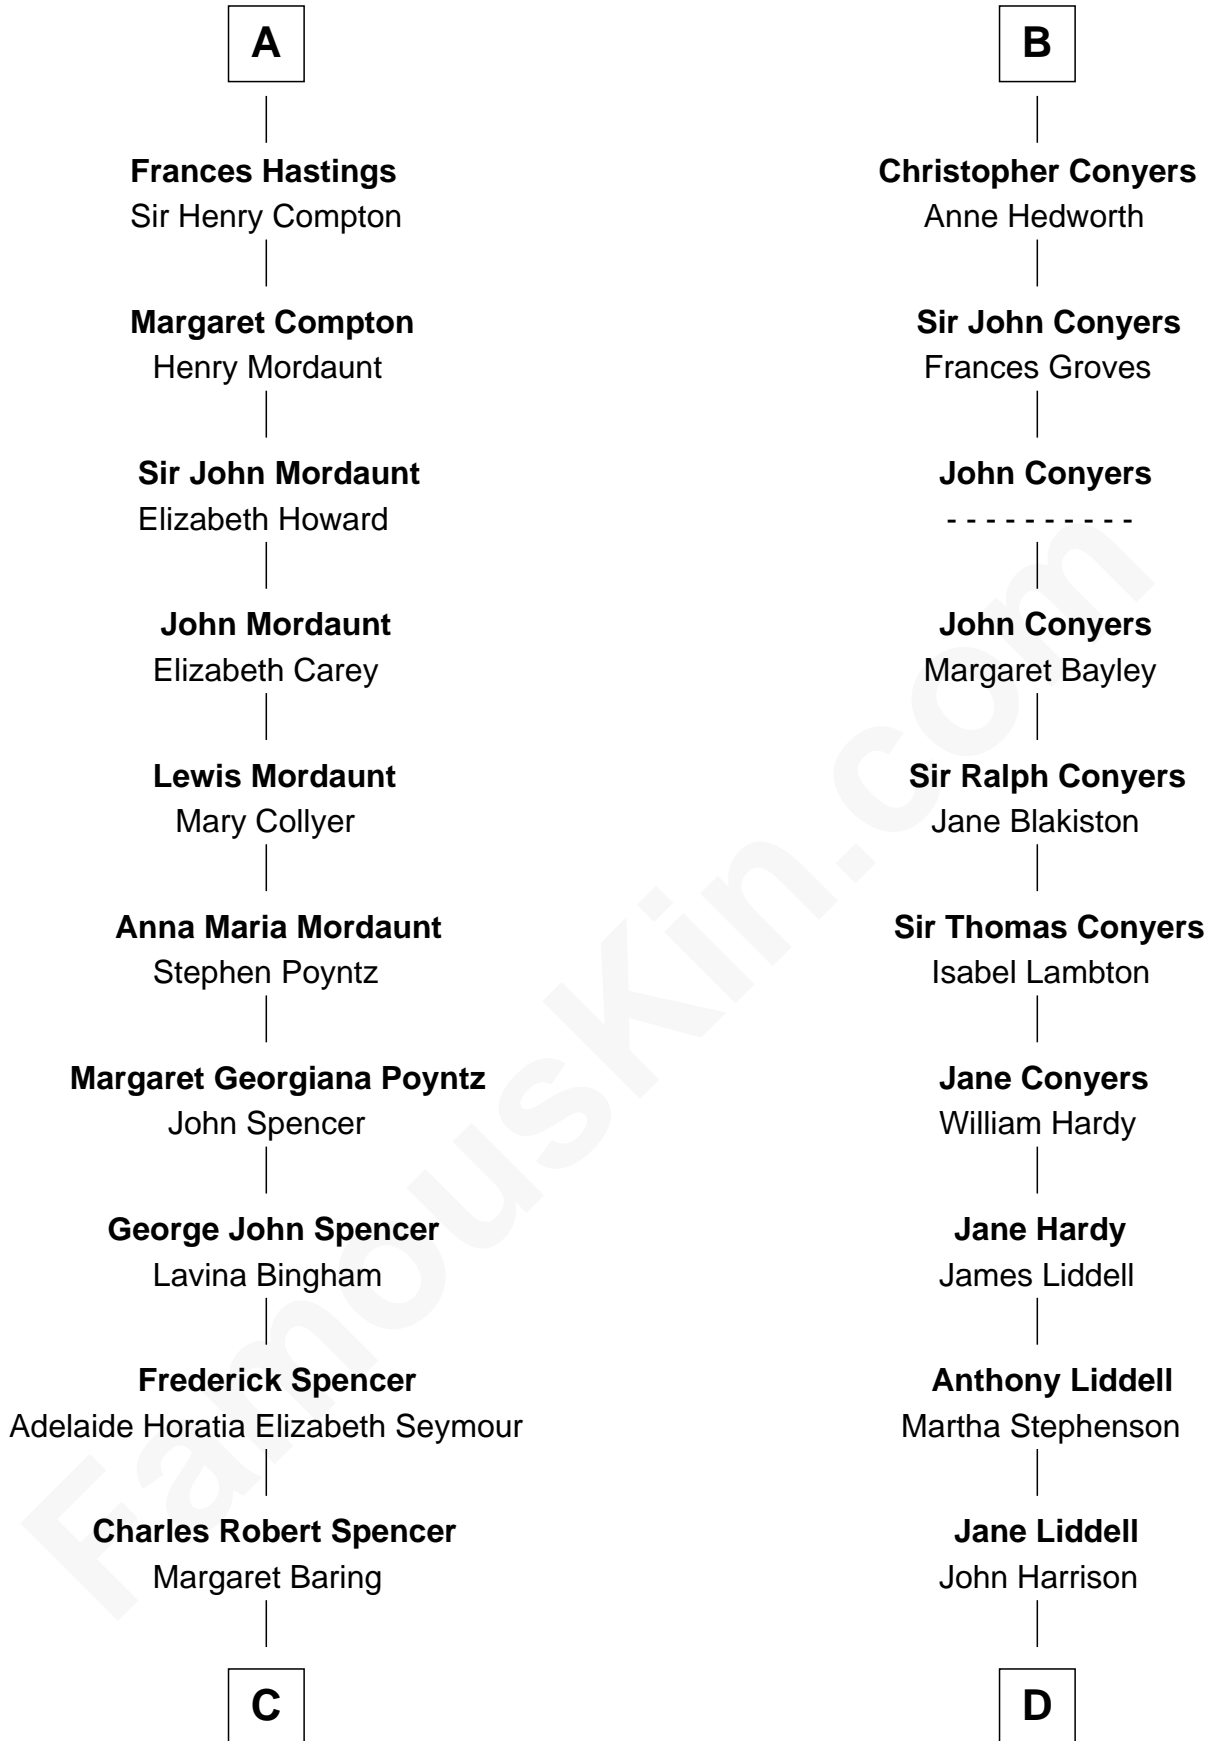 A
Frances Hastings
Sir Henry Compton
Margaret Compton
Henry Mordaunt
Sir John Mordaunt
Elizabeth Howard
John Mordaunt
Elizabeth Carey
Lewis Mordaunt
Mary Collyer
Anna Maria Mordaunt
Stephen Poyntz
Margaret Georgiana Poyntz
John Spencer
George John Spencer
Lavina Bingham
Frederick Spencer
Adelaide Horatia Elizabeth Seymour
Charles Robert Spencer
Margaret Baring
C
B
Christopher Conyers
Anne Hedworth
Sir John Conyers
Frances Groves
John Conyers
- - - - - - - - - -
John Conyers
Margaret Bayley
Sir Ralph Conyers
Jane Blakiston
Sir Thomas Conyers
Isabel Lambton
Jane Conyers
William Hardy
Jane Hardy
James Liddell
Anthony Liddell
Martha Stephenson
Jane Liddell
John Harrison
D
FamousKin.com